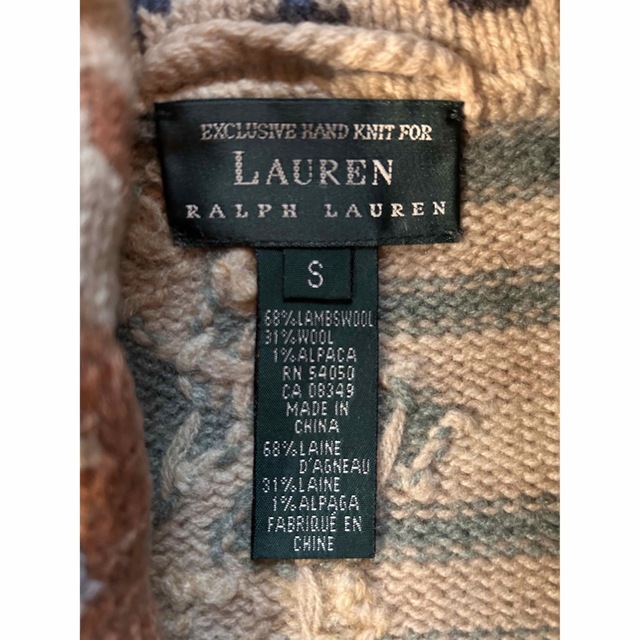 EXCLUSIVE HAND KNIT FOR
LAUREN
RALPH LAUREN
S
68% LAMBSWOOL
31% WOOL
1% ALPACA
RN 54050
CA 08349
MADE IN
CHINA
68% LAINE
D'AGNEAU
31% LAINE
1% ALPAGA
FABRIQUÉ EN
CHINE